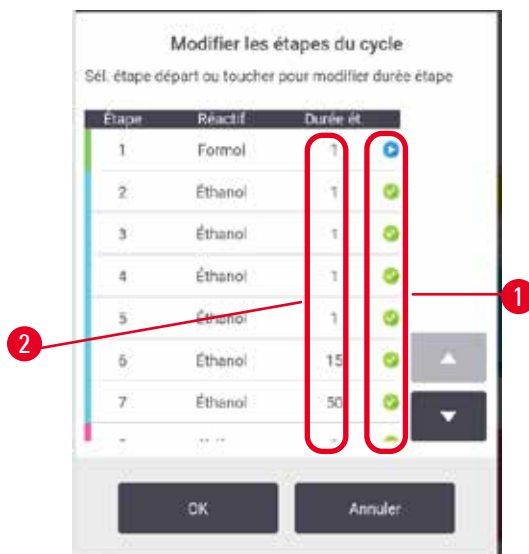 Modifier les étapes du cycle
Sél. étape départ ou toucher pour modifier durée étape
Étape Réactif Durée ét.
1 Formol 1
2 Éthanol 1
3 Éthanol 1
4 Éthanol 1
5 Éthanol 1
6 Éthanol 15
7 Éthanol 50
1
2
OK Annuler